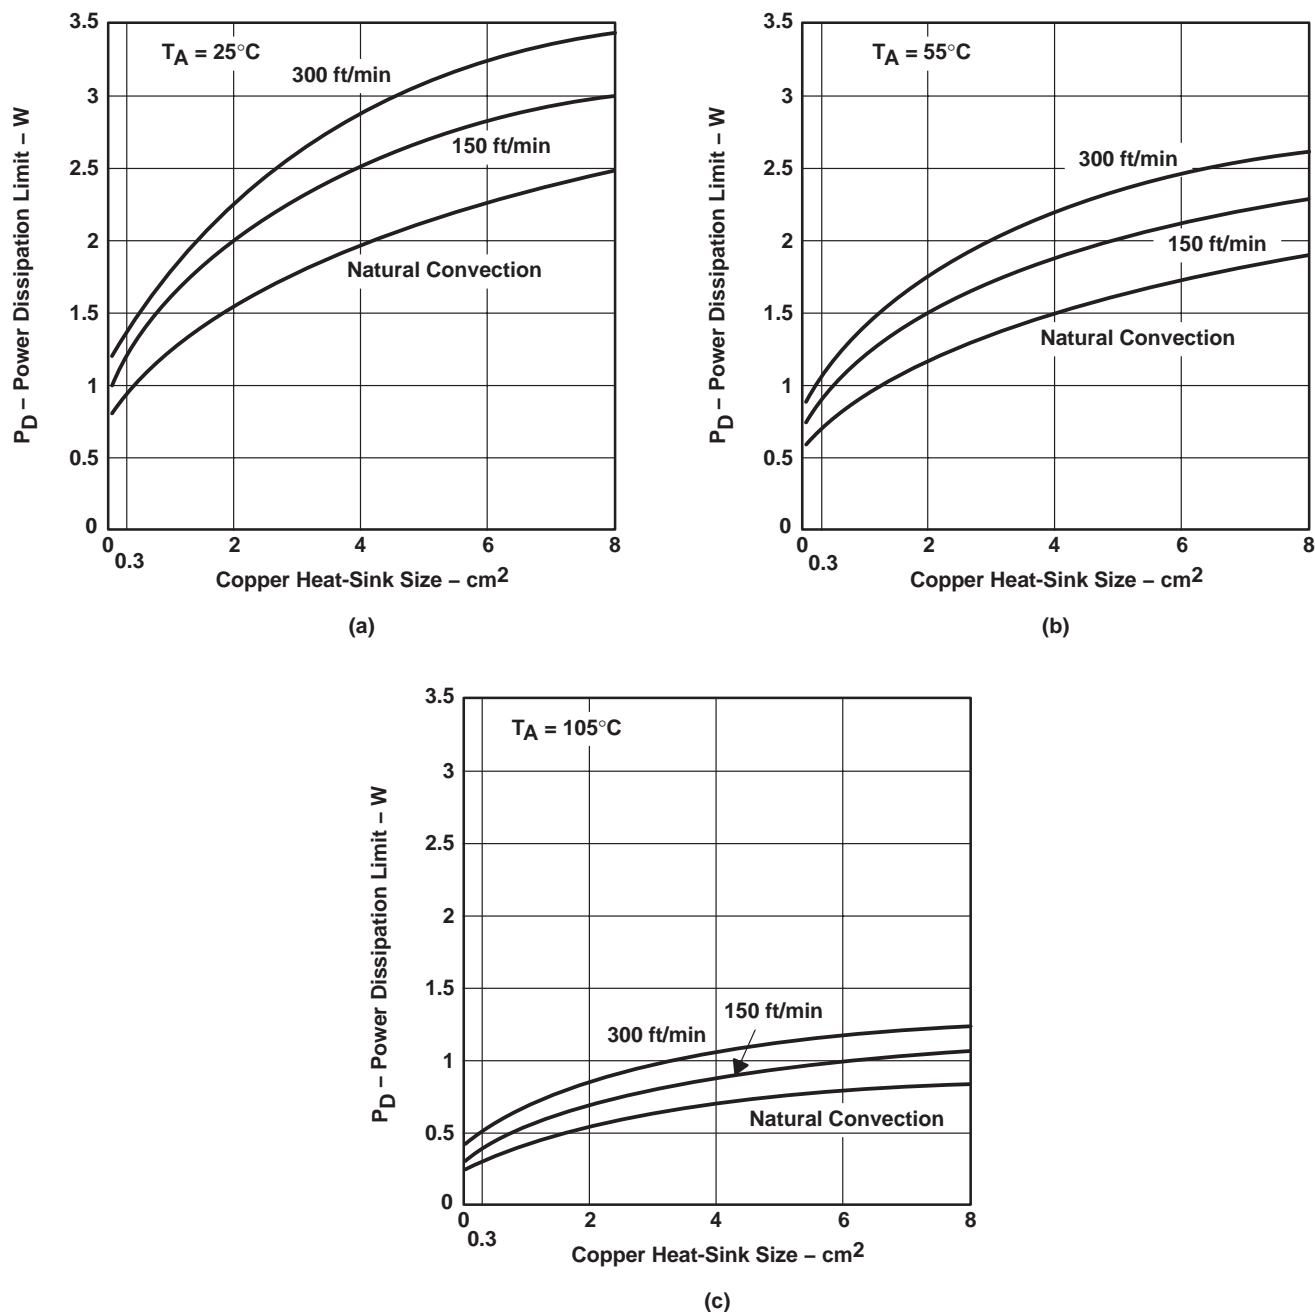 3.5
3
2.5
2
1.5
1
0.5
0
P_D – Power Dissipation Limit – W
T_A = 25°C
300 ft/min
150 ft/min
Natural Convection
0 2 4 6 8
0.3
Copper Heat-Sink Size – cm²
(a)
3.5
3
2.5
2
1.5
1
0.5
0
P_D – Power Dissipation Limit – W
T_A = 55°C
300 ft/min
150 ft/min
Natural Convection
0 2 4 6 8
0.3
Copper Heat-Sink Size – cm²
(b)
3.5
3
2.5
2
1.5
1
0.5
0
P_D – Power Dissipation Limit – W
T_A = 105°C
150 ft/min
300 ft/min
Natural Convection
0 2 4 6 8
0.3
Copper Heat-Sink Size – cm²
(c)